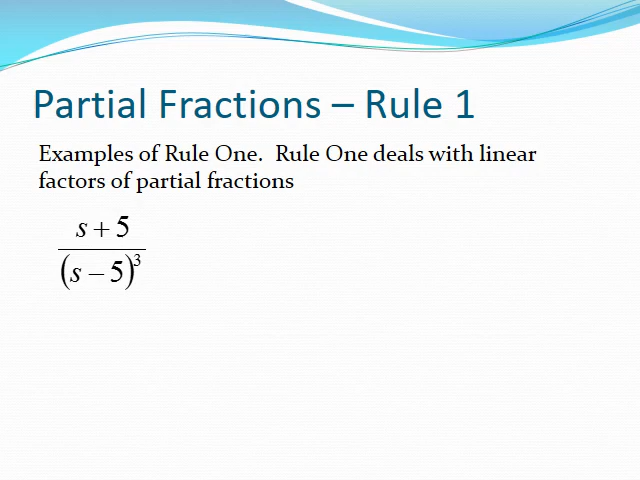 Partial Fractions – Rule 1
Examples of Rule One.  Rule One deals with linear
factors of partial fractions
s + 5
(s − 5)³